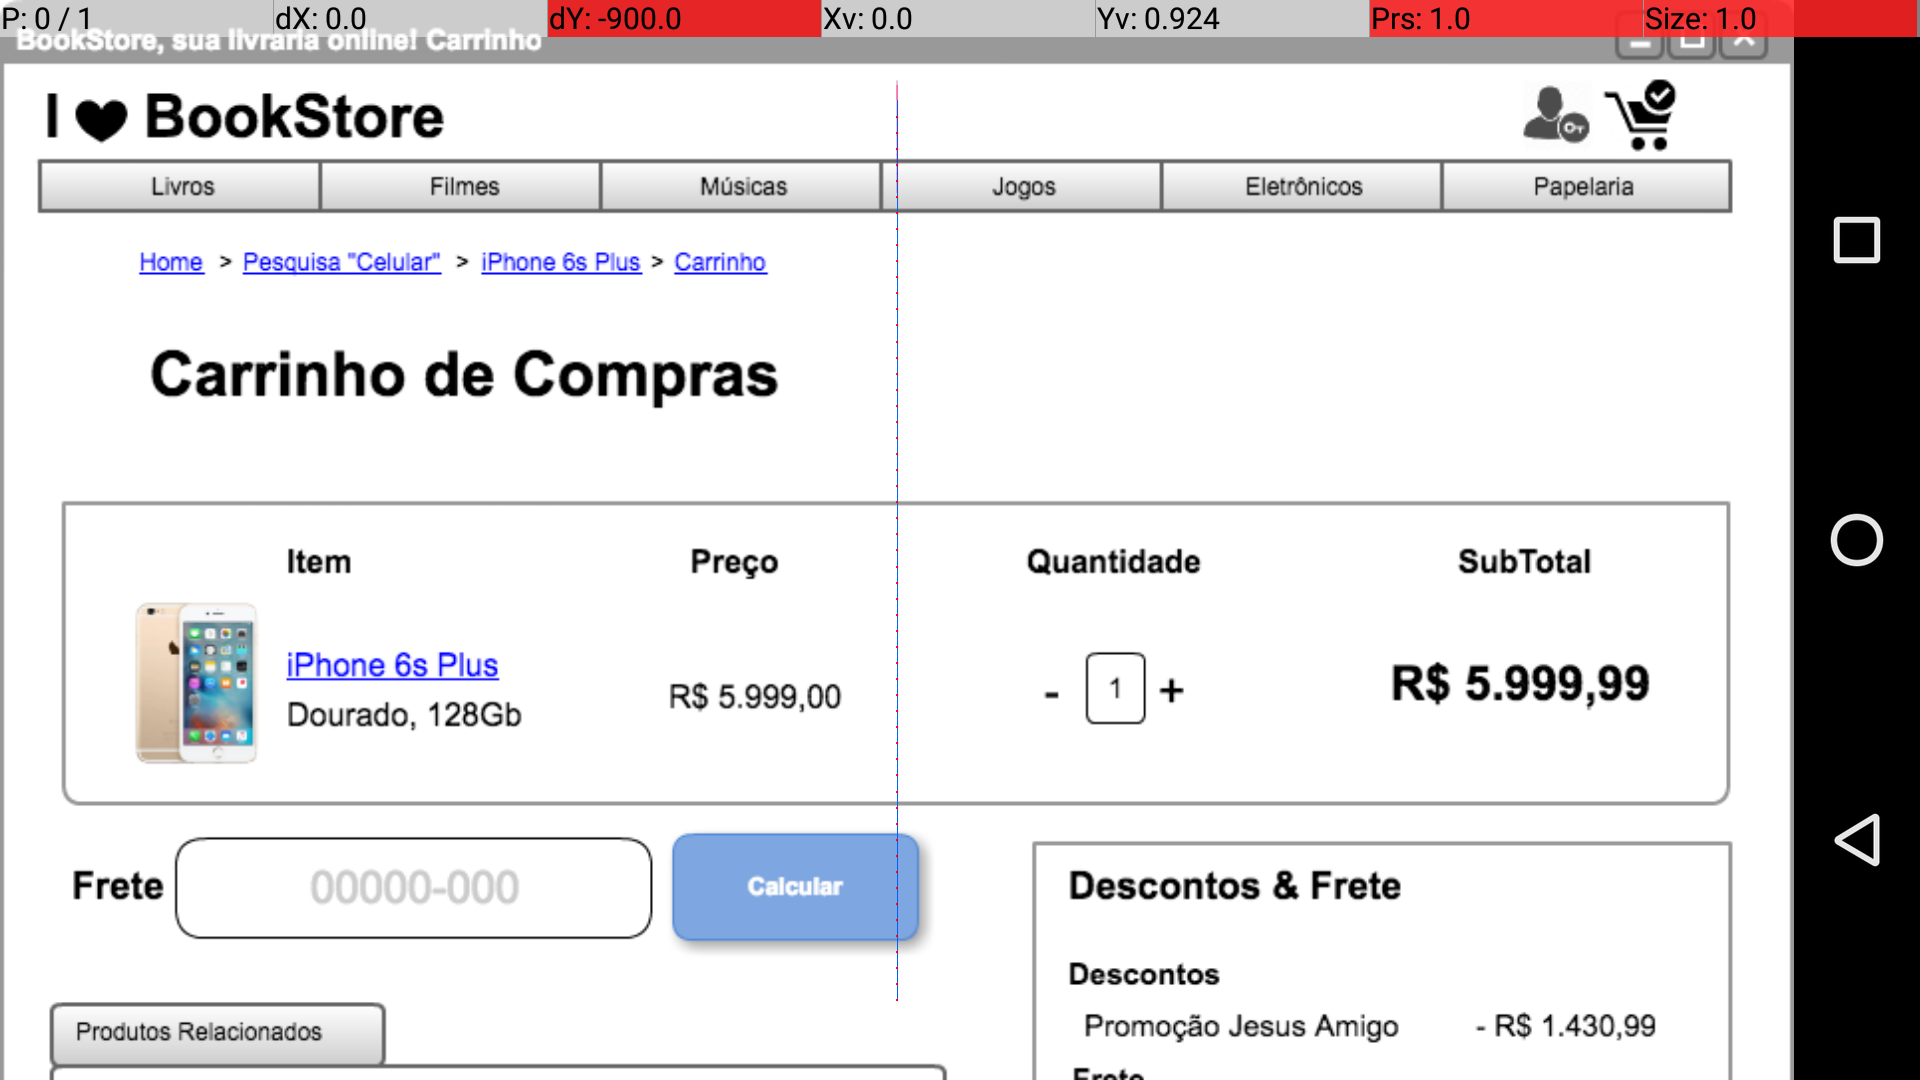 P: 0 / 1 dX: 0.0 dY: -900.0 Xv: 0.0 Yv: 0.924 Prs: 1.0 Size: 1.0
BookStore, sua livraria online! Carrinho
I BookStore
Livros Filmes Músicas Jogos Eletrônicos Papelaria
Home > Pesquisa "Celular" > iPhone 6s Plus > Carrinho
Carrinho de Compras
Item Preço Quantidade SubTotal
iPhone 6s Plus
Dourado, 128Gb
R$ 5.999,00
- 1 +
R$ 5.999,99
Frete 00000-000 Calcular
Descontos & Frete
Descontos
Promoção Jesus Amigo - R$ 1.430,99
Frete
Produtos Relacionados